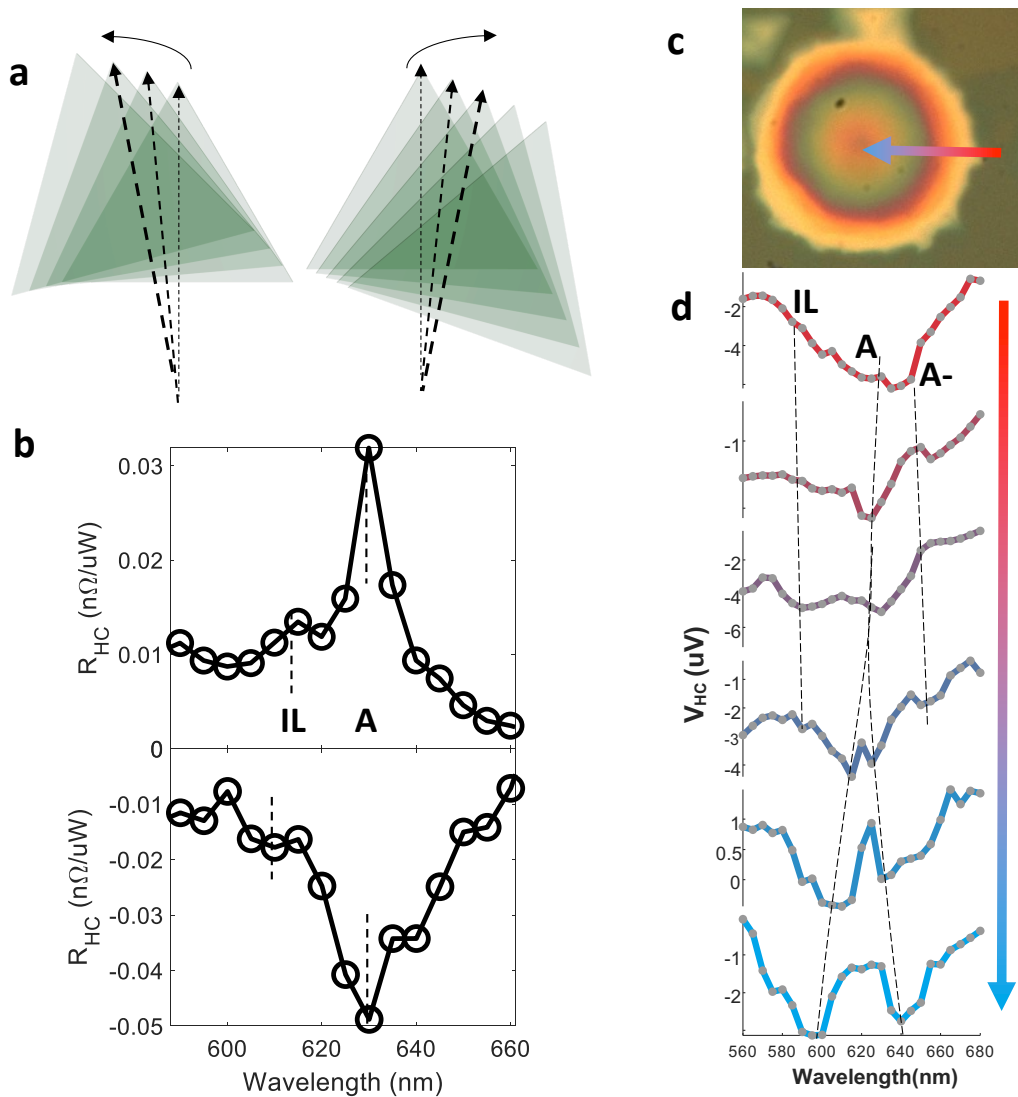 a
c
b
R_HC (nΩ/uW)
0.03
0.02
0.01
0
IL
A
R_HC (nΩ/uW)
-0.01
-0.02
-0.03
-0.04
-0.05
600
620
640
660
Wavelength (nm)
d
V_HC (uV)
IL
A
A-
-2
-4
-1
-2
-4
-6
-1
-2
-3
-4
1
0.5
0
-1
-2
560
580
600
620
640
660
680
Wavelength(nm)